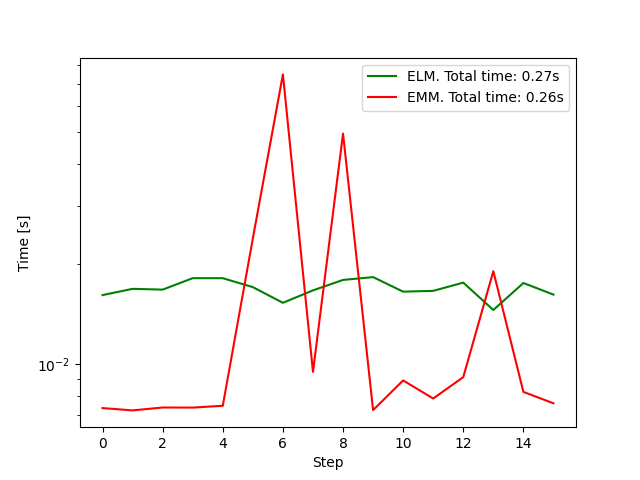 ELM. Total time: 0.27s
EMM. Total time: 0.26s
Time [s]
10⁻²
0 2 4 6 8 10 12 14
Step